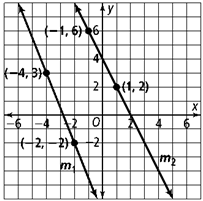 y
(−1, 6)
6
4
(−4, 3)
2
(1, 2)
x
−6 −4 −2 O 2 4 6
(−2, −2)
−2
m₁
m₂